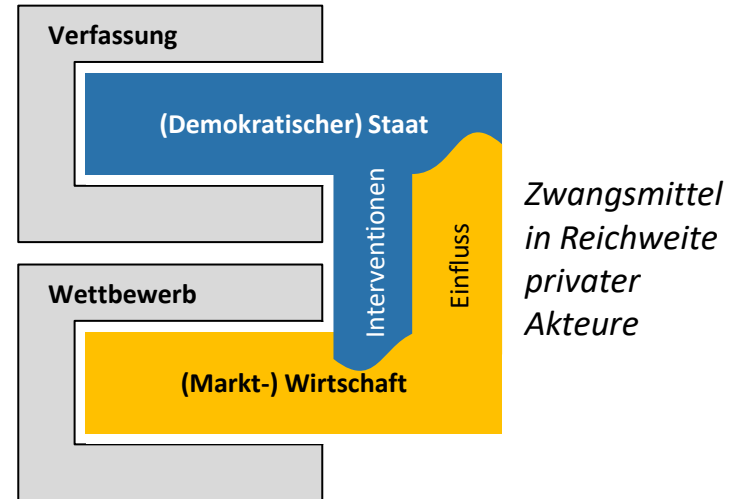 Verfassung
(Demokratischer) Staat
Interventionen
Einfluss
Zwangsmittel
in Reichweite
privater
Akteure
Wettbewerb
(Markt-) Wirtschaft